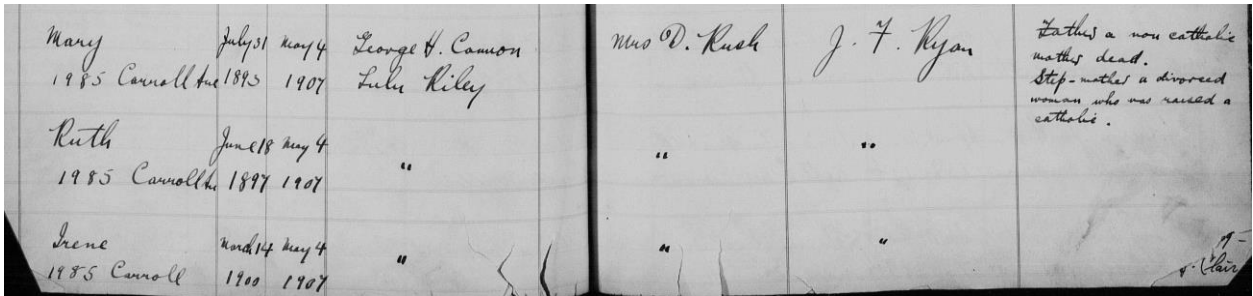 Mary July 31 May 4 George H. Cannon Mrs D. Rush J. F. Ryan Father a non catholic
mother dead.
1985 Carroll Ave 1895 1907 Lulu Riley Step-mother a divorced
woman who was raised a
catholic.
Ruth June 18 May 4 " " "
1985 Carroll Av 1897 1907
Irene March 14 May 4 " " "
1985 Carroll 1900 1907